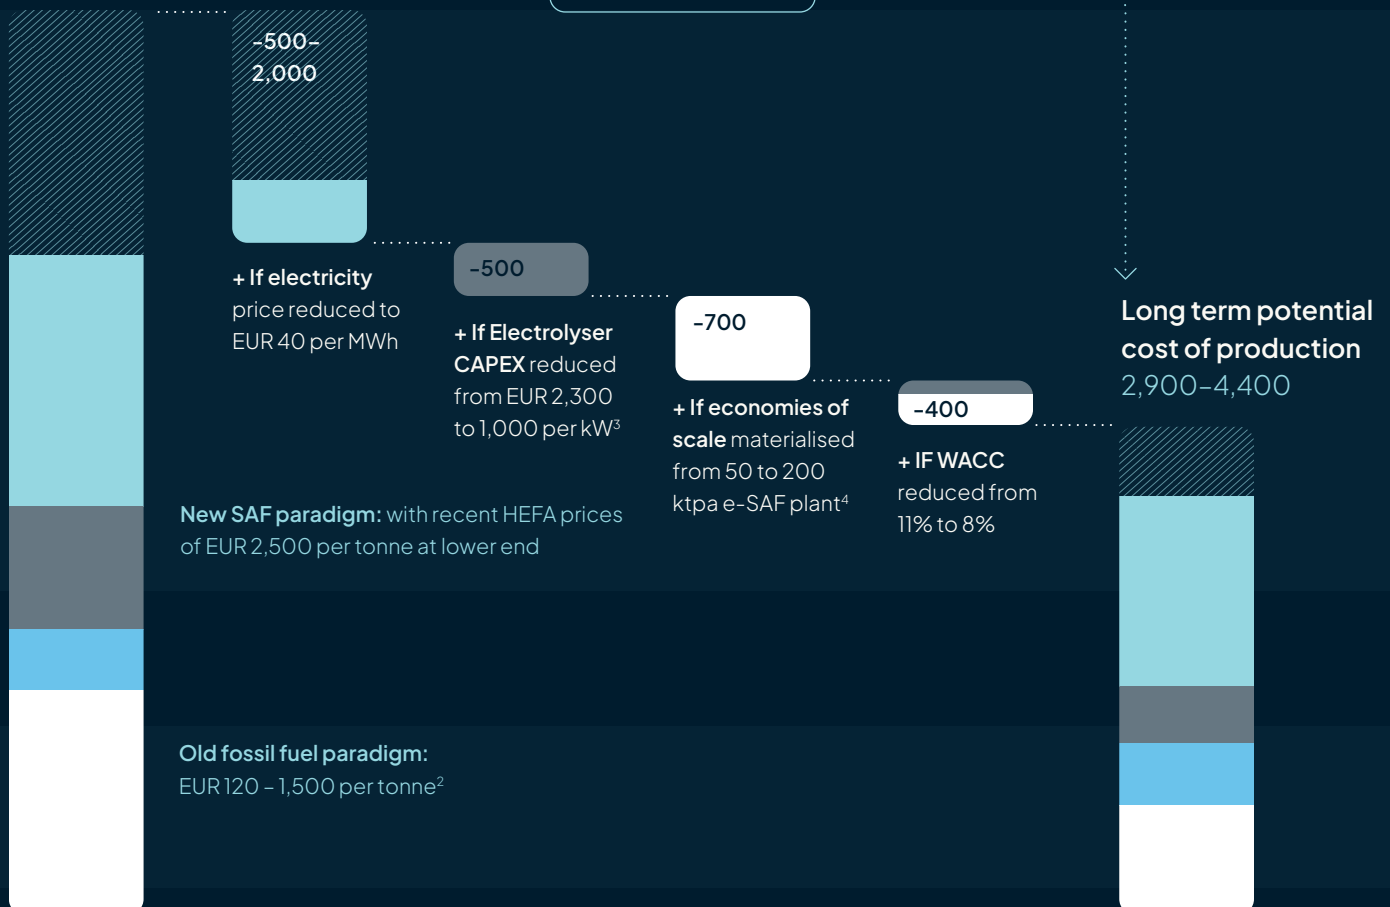 -500–
2,000
+ If electricity
price reduced to
EUR 40 per MWh
-500
+ If Electrolyser
CAPEX reduced
from EUR 2,300
to 1,000 per kW³
-700
+ If economies of
scale materialised
from 50 to 200
ktpa e-SAF plant⁴
-400
+ IF WACC
reduced from
11% to 8%
Long term potential
cost of production
2,900–4,400
New SAF paradigm: with recent HEFA prices
of EUR 2,500 per tonne at lower end
Old fossil fuel paradigm:
EUR 120 – 1,500 per tonne²